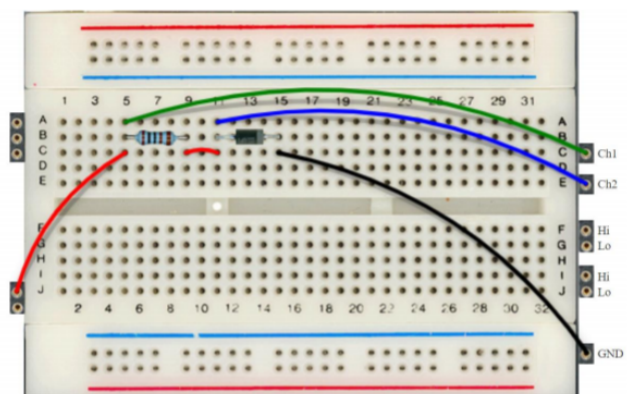 1 3 5 7 9 11 13 15 17 19 21 23 25 27 29 31
A A
B B
C C Ch1
D D
E E Ch2
F F Hi
G G Lo
H H
I I Hi
J J Lo
2 4 6 8 10 12 14 16 18 20 22 24 26 28 30 32
GND